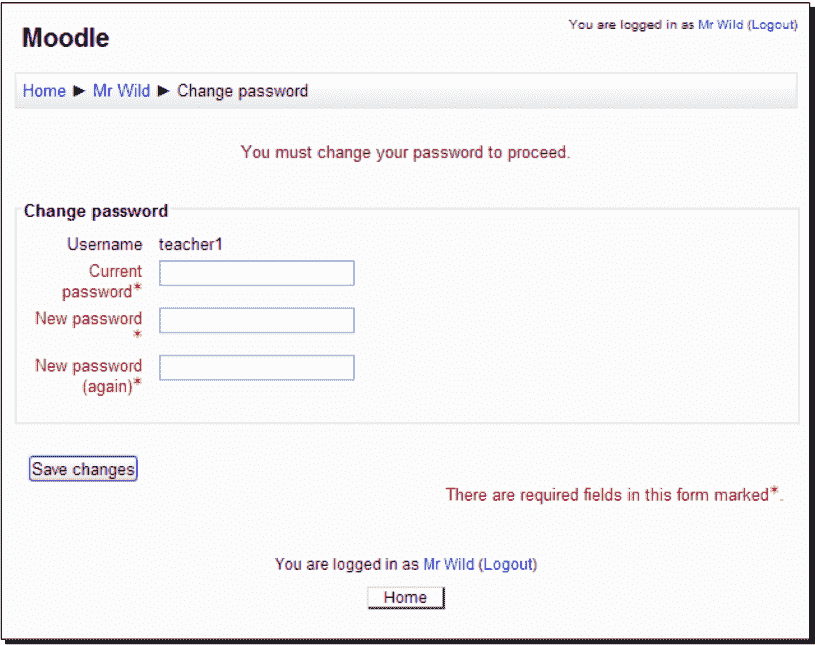 Moodle
You are logged in as Mr Wild (Logout)
Home ► Mr Wild ► Change password
You must change your password to proceed.
Change password
Username teacher1
Current
password*
New password
*
New password
(again)*
Save changes
There are required fields in this form marked*.
You are logged in as Mr Wild (Logout)
Home